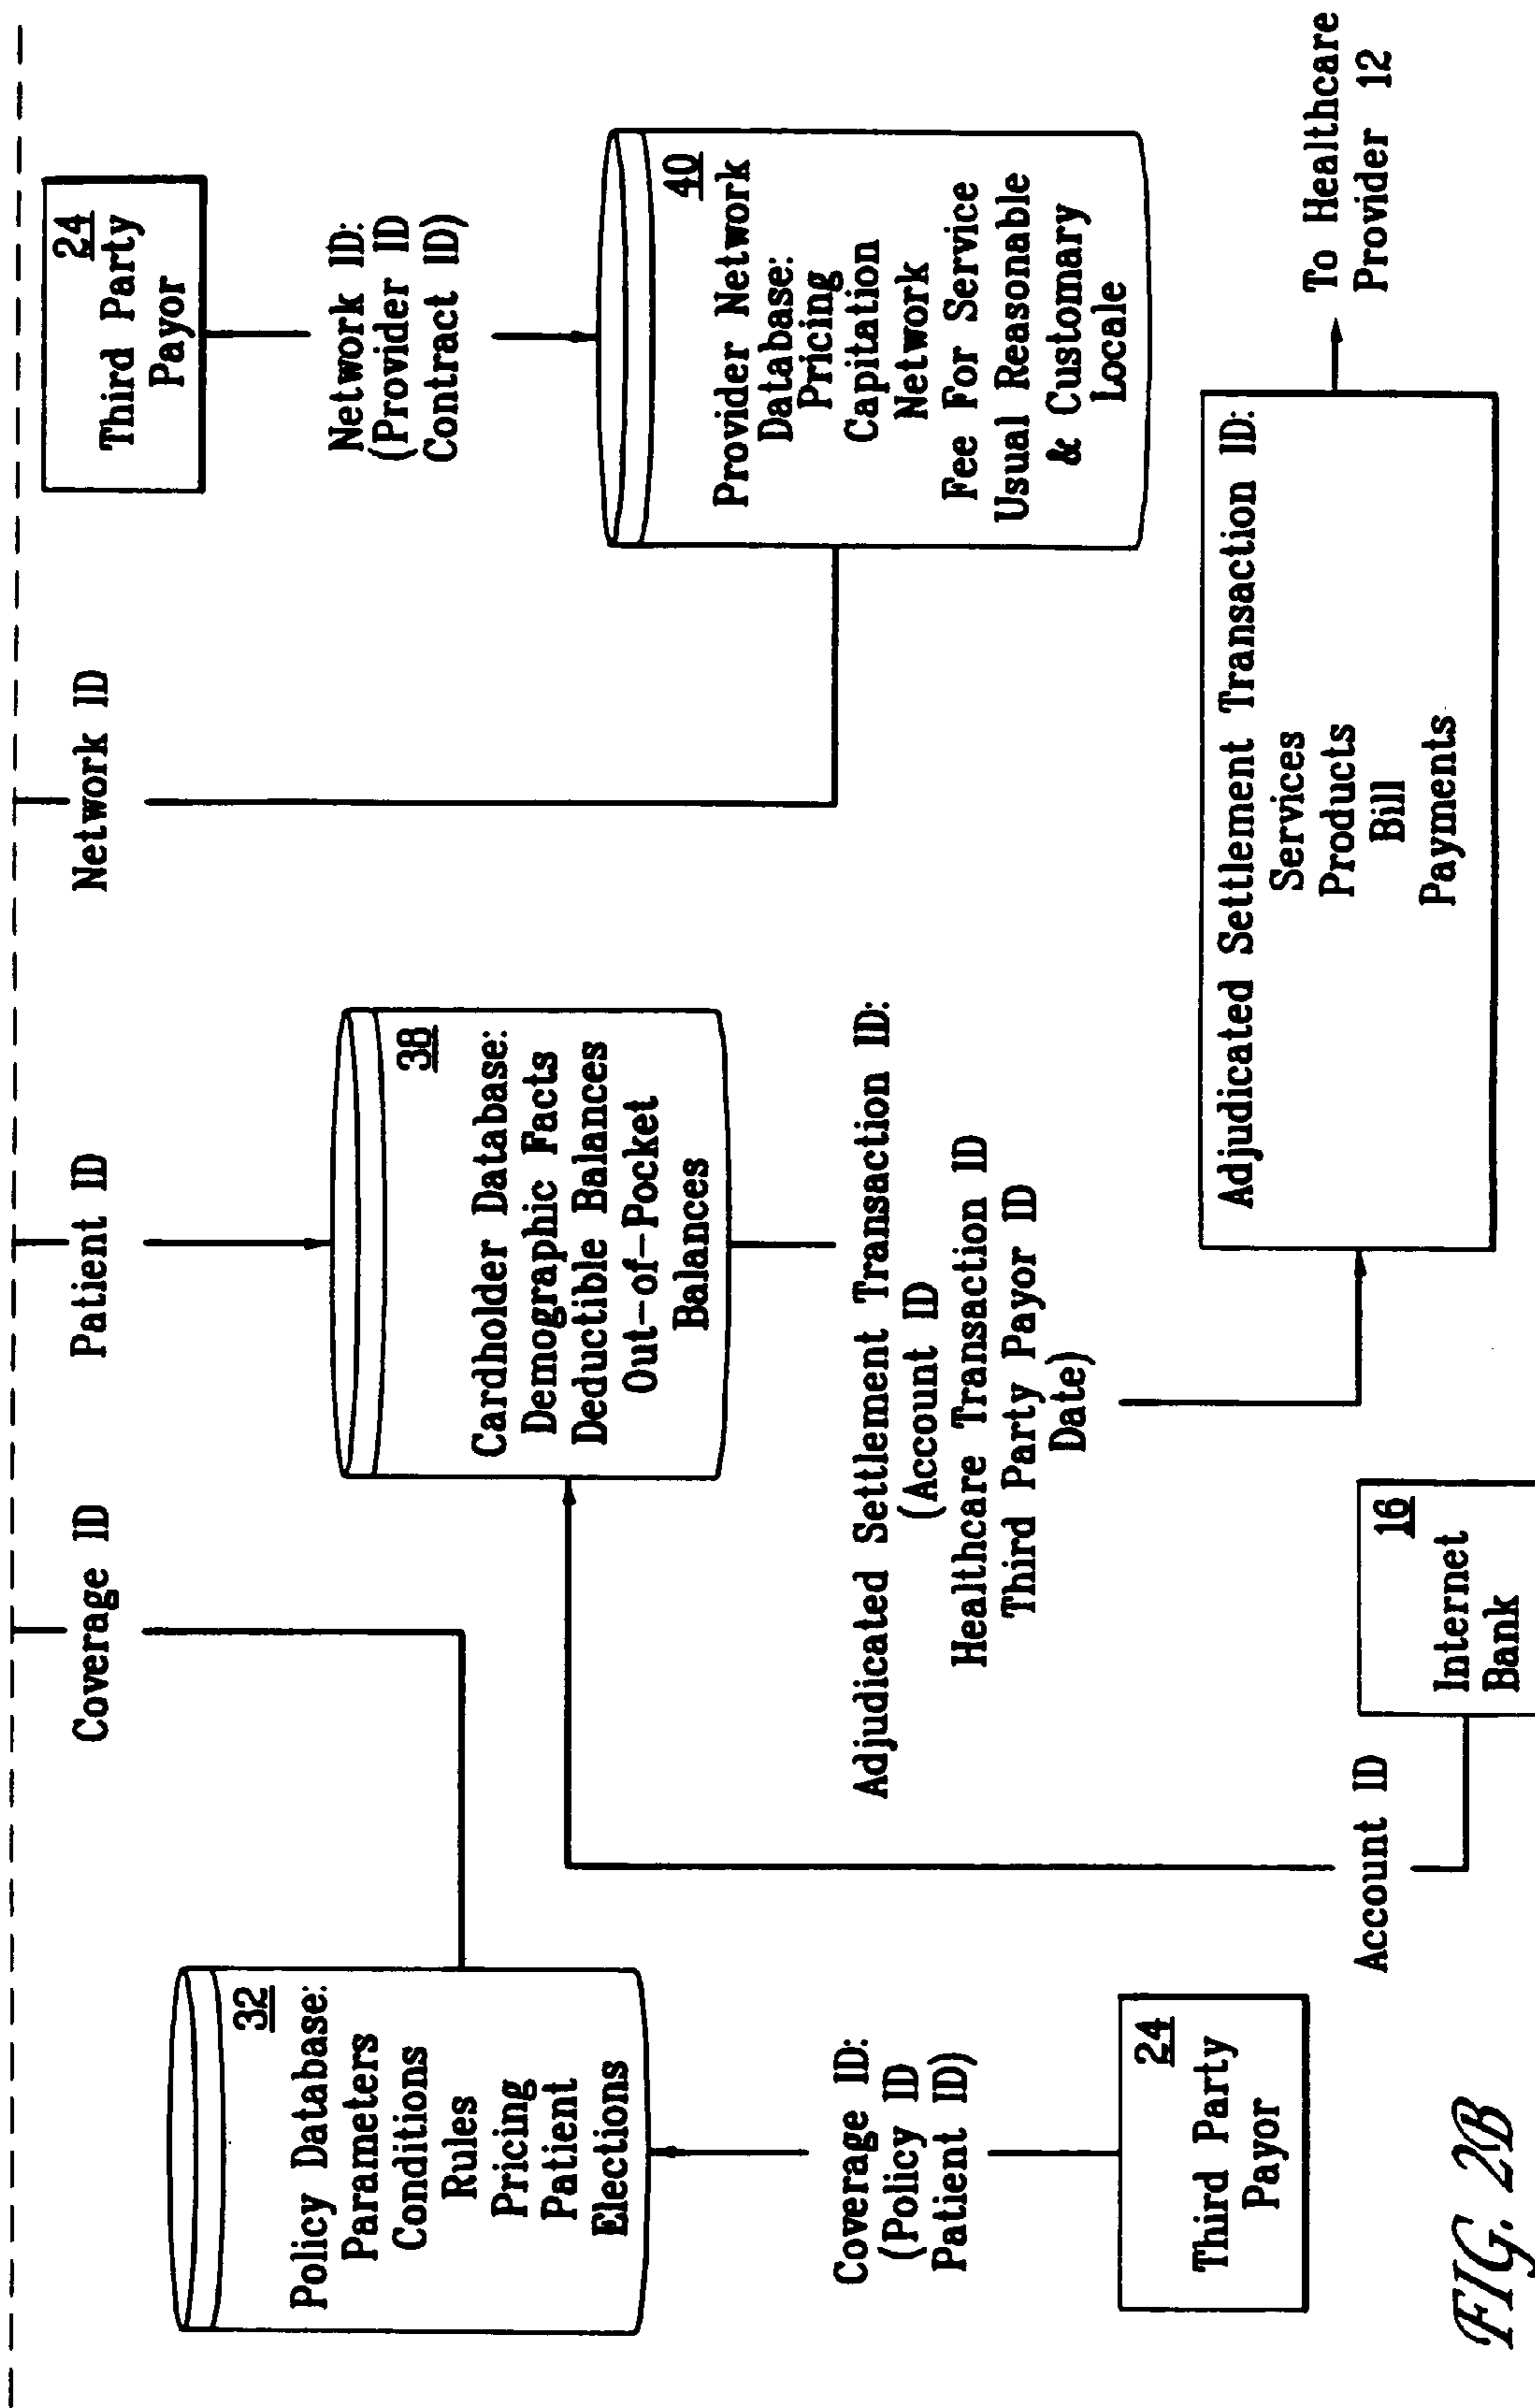 Coverage ID
Patient ID
Network ID
32
Policy Database:
Parameters
Conditions
Rules
Pricing
Patient
Elections
Coverage ID:
(Policy ID
Patient ID)
24
Third Party
Payor
38
Cardholder Database:
Demographic Facts
Deductible Balances
Out-of-Pocket
Balances
Adjudicated Settlement Transaction ID:
(Account ID
Healthcare Transaction ID
Third Party Payor ID
Date)
Account ID
16
Internet
Bank
24
Third Party
Payor
Network ID:
(Provider ID
Contract ID)
40
Provider Network
Database:
Pricing
Capitation
Network
Fee For Service
Usual Reasonable
& Customary
Locale
Adjudicated Settlement Transaction ID:
Services
Products
Bill
Payments
To Healthcare
Provider 12
FIG. 2B